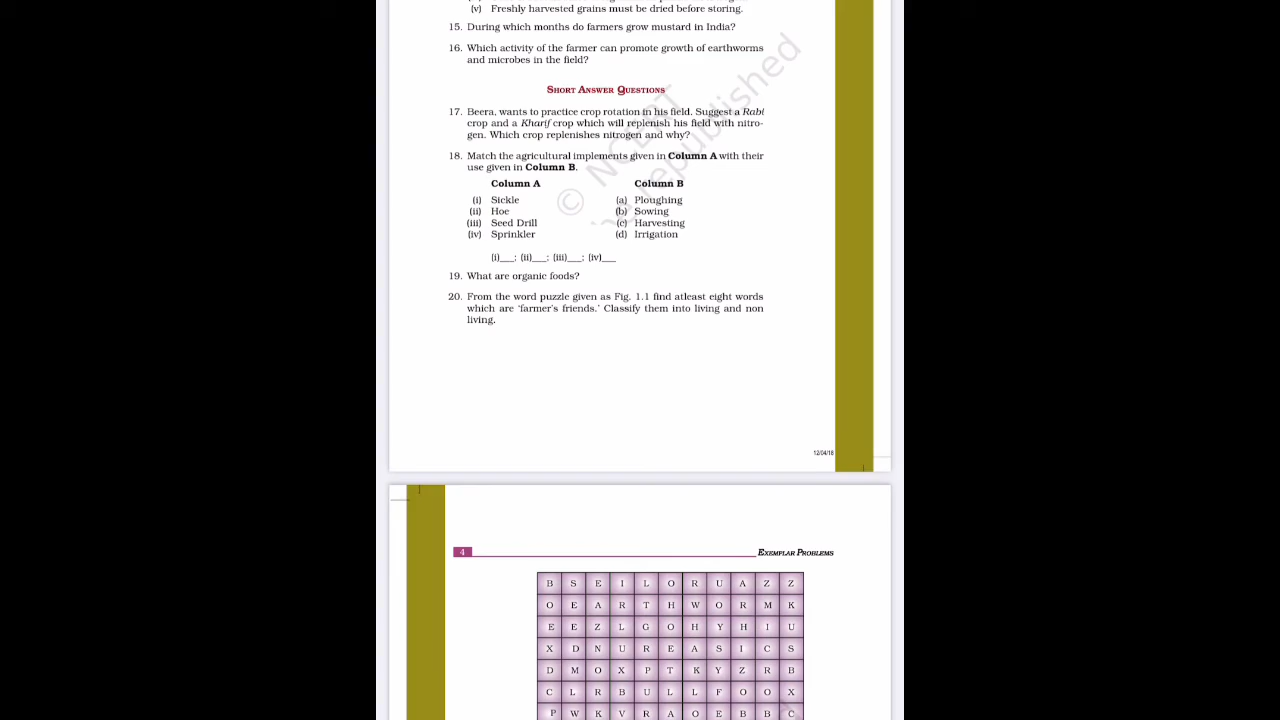 (v) Freshly harvested grains must be dried before storing.
15. During which months do farmers grow mustard in India?
16. Which activity of the farmer can promote growth of earthworms
and microbes in the field?
SHORT ANSWER QUESTIONS
17. Beera, wants to practice crop rotation in his field. Suggest a Rabi
crop and a Kharif crop which will replenish his field with nitro-
gen. Which crop replenishes nitrogen and why?
18. Match the agricultural implements given in Column A with their
use given in Column B.
Column A Column B
(i) Sickle (a) Ploughing
(ii) Hoe (b) Sowing
(iii) Seed Drill (c) Harvesting
(iv) Sprinkler (d) Irrigation
(i)___; (ii)___; (iii)___; (iv)___
19. What are organic foods?
20. From the word puzzle given as Fig. 1.1 find atleast eight words
which are 'farmer's friends.' Classify them into living and non
living.
© NCERT
republished
12/04/18
4 EXEMPLAR PROBLEMS
B S E I L O R U A Z Z
O E A R T H W O R M K
E E Z L G O H Y H I U
X D N U R E A S I C S
D M O X P T K Y Z R B
C L R B U L L F O O X
P W K V R A O E B B C